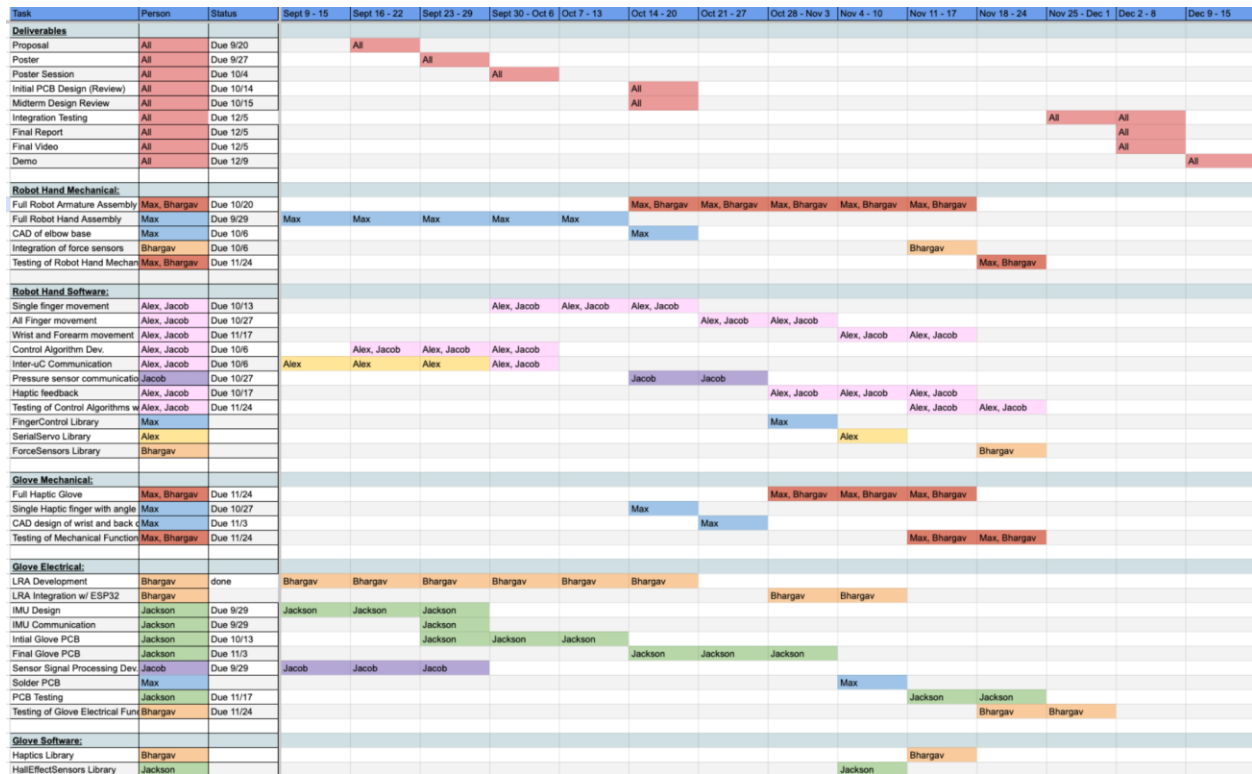 Task Person Status Sept 9 - 15 Sept 16 - 22 Sept 23 - 29 Sept 30 - Oct 6 Oct 7 - 13 Oct 14 - 20 Oct 21 - 27 Oct 28 - Nov 3 Nov 4 - 10 Nov 11 - 17 Nov 18 - 24 Nov 25 - Dec 1 Dec 2 - 8 Dec 9 - 15
Deliverables
Proposal All Due 9/20 All
Poster All Due 9/27 All
Poster Session All Due 10/4 All
Initial PCB Design (Review) All Due 10/14 All
Midterm Design Review All Due 10/15 All
Integration Testing All Due 12/5 All All
Final Report All Due 12/5 All
Final Video All Due 12/5 All
Demo All Due 12/9 All
Robot Hand Mechanical:
Full Robot Armature Assembly Max, Bhargav Due 10/20 Max, Bhargav Max, Bhargav Max, Bhargav Max, Bhargav Max, Bhargav
Full Robot Hand Assembly Max Due 9/29 Max Max Max Max Max
CAD of elbow base Max Due 10/6 Max
Integration of force sensors Bhargav Due 10/6 Bhargav
Testing of Robot Hand Mechan Max, Bhargav Due 11/24 Max, Bhargav
Robot Hand Software:
Single finger movement Alex, Jacob Due 10/13 Alex, Jacob Alex, Jacob Alex, Jacob
All Finger movement Alex, Jacob Due 10/27 Alex, Jacob Alex, Jacob
Wrist and Forearm movement Alex, Jacob Due 11/17 Alex, Jacob Alex, Jacob
Control Algorithm Dev. Alex, Jacob Due 10/6 Alex, Jacob Alex, Jacob Alex, Jacob
Inter-uC Communication Alex, Jacob Due 10/6 Alex Alex Alex Alex, Jacob
Pressure sensor communicatio Jacob Due 10/27 Jacob Jacob
Haptic feedback Alex, Jacob Due 10/17 Alex, Jacob Alex, Jacob Alex, Jacob
Testing of Control Algorithms w Alex, Jacob Due 11/24 Alex, Jacob Alex, Jacob
FingerControl Library Max Max
SerialServo Library Alex Alex
ForceSensors Library Bhargav Bhargav
Glove Mechanical:
Full Haptic Glove Max, Bhargav Due 11/24 Max, Bhargav Max, Bhargav Max, Bhargav
Single Haptic finger with angle Max Due 10/27 Max
CAD design of wrist and back Max Due 11/3 Max
Testing of Mechanical Function Max, Bhargav Due 11/24 Max, Bhargav Max, Bhargav
Glove Electrical:
LRA Development Bhargav done Bhargav Bhargav Bhargav Bhargav Bhargav Bhargav
LRA Integration w/ ESP32 Bhargav Bhargav Bhargav
IMU Design Jackson Due 9/29 Jackson Jackson Jackson
IMU Communication Jackson Due 9/29 Jackson
Intial Glove PCB Jackson Due 10/13 Jackson Jackson Jackson
Final Glove PCB Jackson Due 11/3 Jackson Jackson Jackson
Sensor Signal Processing Dev. Jacob Due 9/29 Jacob Jacob Jacob
Solder PCB Max Max
PCB Testing Jackson Due 11/17 Jackson Jackson
Testing of Glove Electrical Fun Bhargav Due 11/24 Bhargav Bhargav
Glove Software:
Haptics Library Bhargav Bhargav
HallEffectSensors Library Jackson Jackson